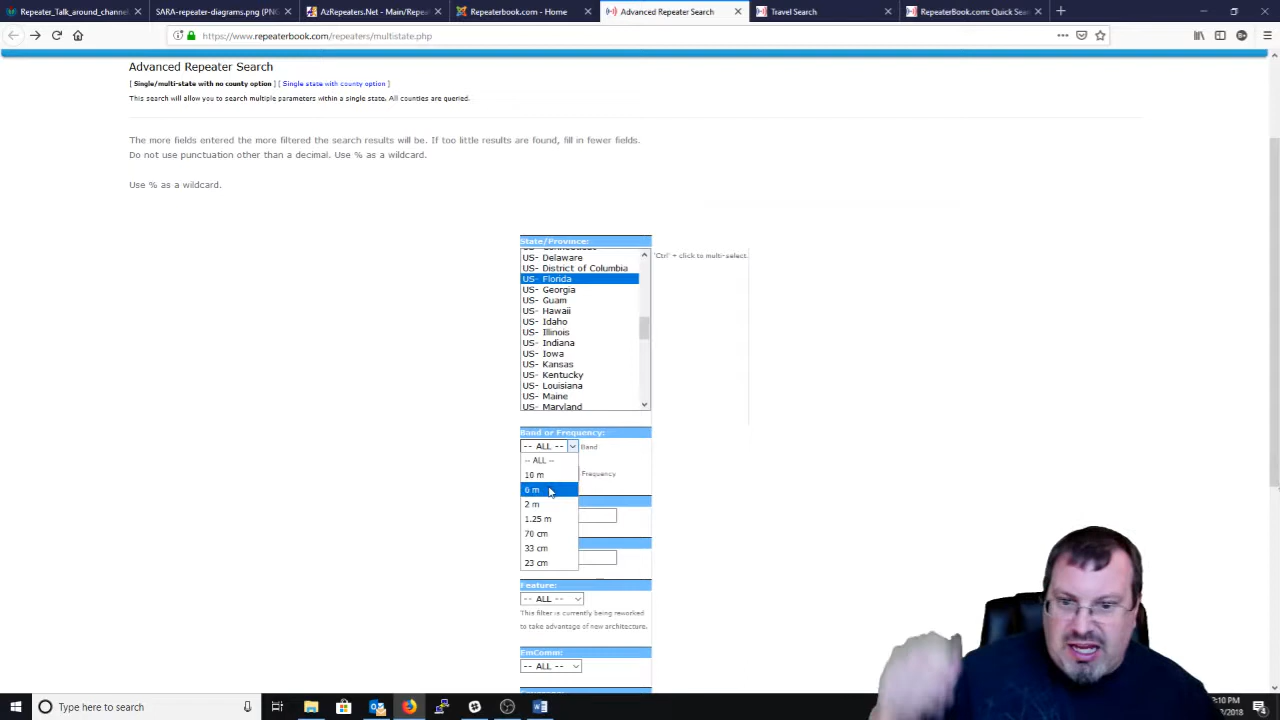 Repeater_Talk_around_channel
SARA-repeater-diagrams.png (PNG
AzRepeaters.Net - Main/Repeate
Repeaterbook.com - Home
Advanced Repeater Search
Travel Search
RepeaterBook.com: Quick Search
https://www.repeaterbook.com/repeaters/multistate.php
Advanced Repeater Search
[ Single/multi-state with no county option ] [ Single state with county option ]
This search will allow you to search multiple parameters within a single state. All counties are queried.
The more fields entered the more filtered the search results will be. If too little results are found, fill in fewer fields.
Do not use punctuation other than a decimal. Use % as a wildcard.
Use % as a wildcard.
State/Province:
US- Connecticut
US- Delaware
'Ctrl' + click to multi-select.
US- District of Columbia
US- Florida
US- Georgia
US- Guam
US- Hawaii
US- Idaho
US- Illinois
US- Indiana
US- Iowa
US- Kansas
US- Kentucky
US- Louisiana
US- Maine
US- Maryland
Band or Frequency:
-- ALL -- Band
-- ALL --
10 m
Frequency
6 m
2 m
1.25 m
70 cm
33 cm
23 cm
Feature:
-- ALL --
This filter is currently being reworked
to take advantage of new architecture.
EmComm:
-- ALL --
Type here to search